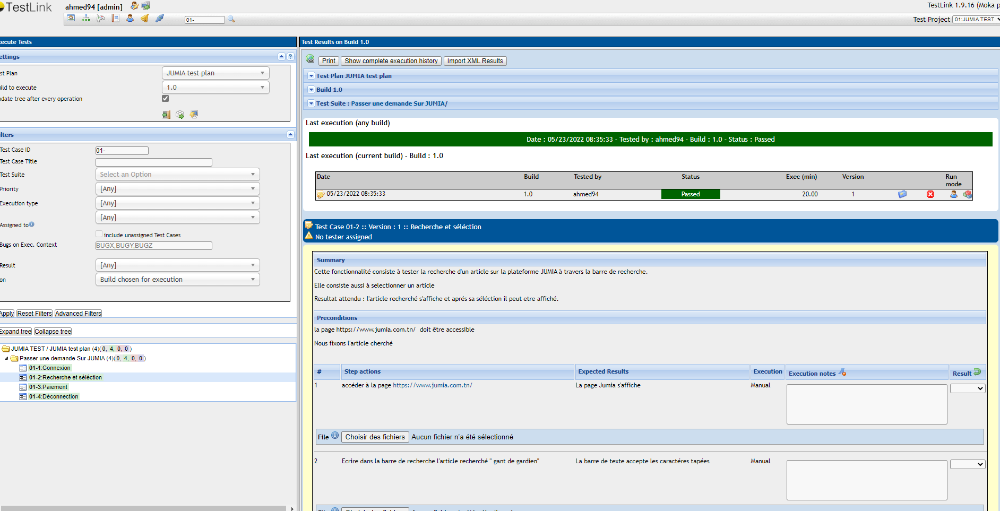 TestLink
ahmed94 [admin]
TestLink 1.9.16 (Moka p
01-
Test Project 01:JUMIA TEST
ecute Tests
ettings
?
st Plan JUMIA test plan
uild to execute 1.0
pdate tree after every operation
ilters
Test Case ID 01-
Test Case Title
Test Suite Select an Option
Priority [Any]
Execution type [Any]
[Any]
Assigned to
include unassigned Test Cases
Bugs on Exec. Context BUGX,BUGY,BUGZ
Result [Any]
on Build chosen for execution
Apply Reset Filters Advanced Filters
Expand tree Collapse tree
JUMIA TEST / JUMIA test plan (4)(0, 4, 0, 0 )
Passer une demande Sur JUMIA (4)(0, 4, 0, 0 )
01-1:Connexion
01-2:Recherche et séléction
01-3:Paiement
01-4:Déconnection
Test Results on Build 1.0
Print Show complete execution history Import XML Results
Test Plan JUMIA test plan
Build 1.0
Test Suite : Passer une demande Sur JUMIA/
Last execution (any build)
Date : 05/23/2022 08:35:33 - Tested by : ahmed94 - Build : 1.0 - Status : Passed
Last execution (current build) - Build : 1.0
Date Build Tested by Status Exec (min) Version Run mode
05/23/2022 08:35:33 1.0 ahmed94 Passed 20.00 1
Test Case 01-2 :: Version : 1 :: Recherche et séléction
No tester assigned
Summary
Cette fonctionnalité consiste à tester la recherche d'un article sur la plateforme JUMIA à travers la barre de recherche.
Elle consiste aussi à selectionner un article
Resultat attendu : l'article recherché s'affiche et aprés sa séléction il peut etre affiché.
Preconditions
la page https://www.jumia.com.tn/ doit être accessible
Nous fixons l'article cherché
# Step actions Expected Results Execution Execution notes Result
1 accéder à la page https://www.jumia.com.tn/ La page Jumia s'affiche Manual
File Choisir des fichiers Aucun fichier n'a été sélectionné
2 Ecrire dans la barre de recherche l'article recherché " gant de gardien" La barre de texte accepte les caractéres tapées Manual